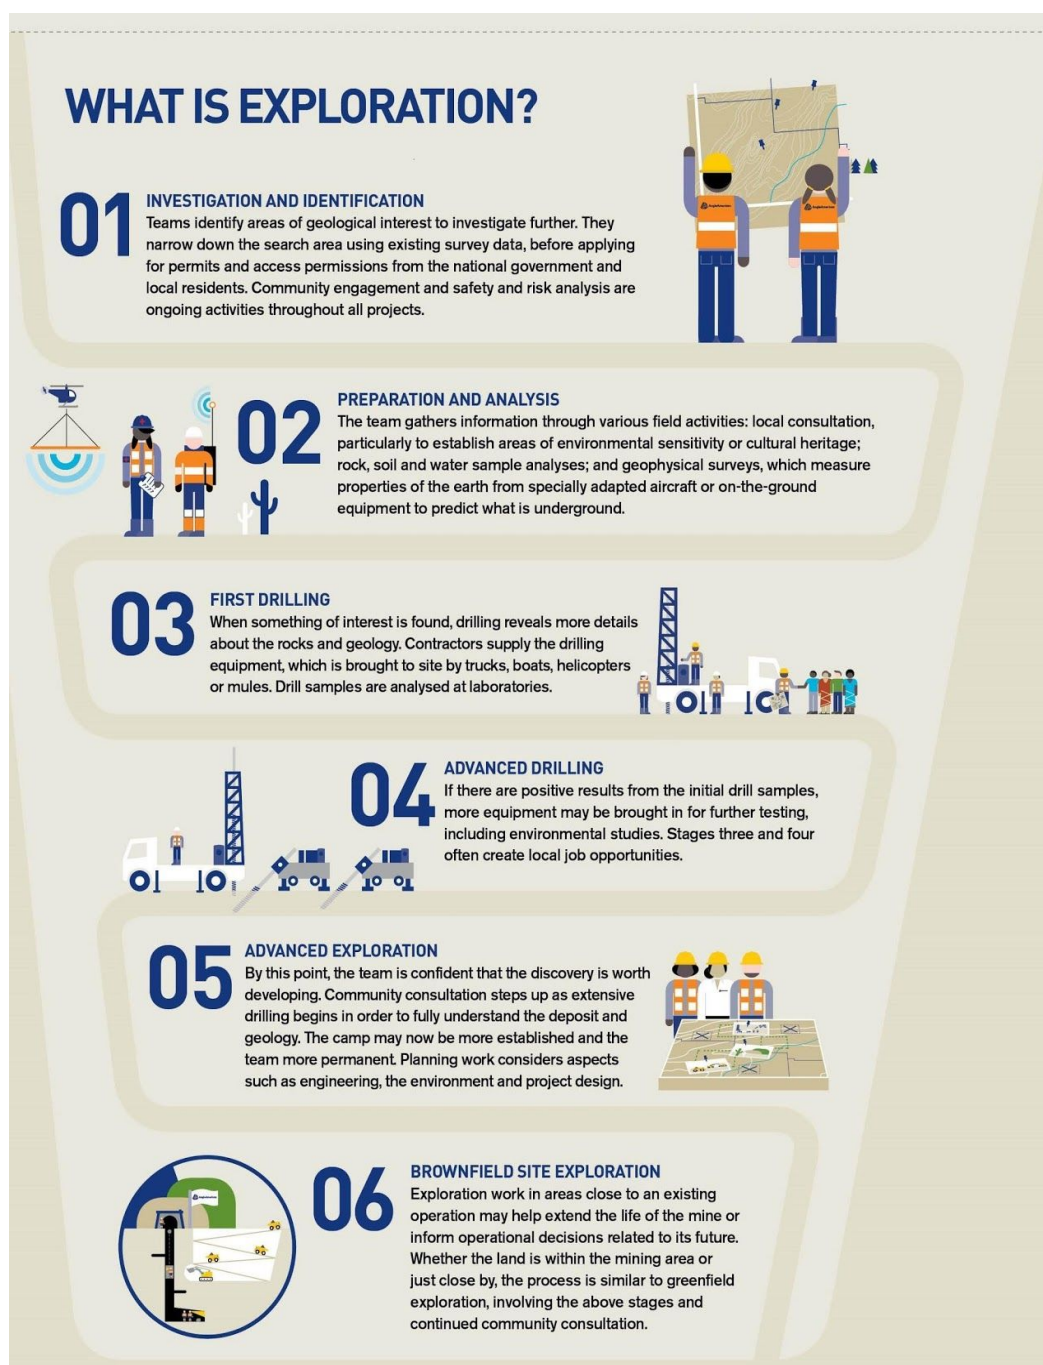 WHAT IS EXPLORATION?
01
INVESTIGATION AND IDENTIFICATION
Teams identify areas of geological interest to investigate further. They
narrow down the search area using existing survey data, before applying
for permits and access permissions from the national government and
local residents. Community engagement and safety and risk analysis are
ongoing activities throughout all projects.
02
PREPARATION AND ANALYSIS
The team gathers information through various field activities: local consultation,
particularly to establish areas of environmental sensitivity or cultural heritage;
rock, soil and water sample analyses; and geophysical surveys, which measure
properties of the earth from specially adapted aircraft or on-the-ground
equipment to predict what is underground.
03
FIRST DRILLING
When something of interest is found, drilling reveals more details
about the rocks and geology. Contractors supply the drilling
equipment, which is brought to site by trucks, boats, helicopters
or mules. Drill samples are analysed at laboratories.
04
ADVANCED DRILLING
If there are positive results from the initial drill samples,
more equipment may be brought in for further testing,
including environmental studies. Stages three and four
often create local job opportunities.
05
ADVANCED EXPLORATION
By this point, the team is confident that the discovery is worth
developing. Community consultation steps up as extensive
drilling begins in order to fully understand the deposit and
geology. The camp may now be more established and the
team more permanent. Planning work considers aspects
such as engineering, the environment and project design.
06
BROWNFIELD SITE EXPLORATION
Exploration work in areas close to an existing
operation may help extend the life of the mine or
inform operational decisions related to its future.
Whether the land is within the mining area or
just close by, the process is similar to greenfield
exploration, involving the above stages and
continued community consultation.